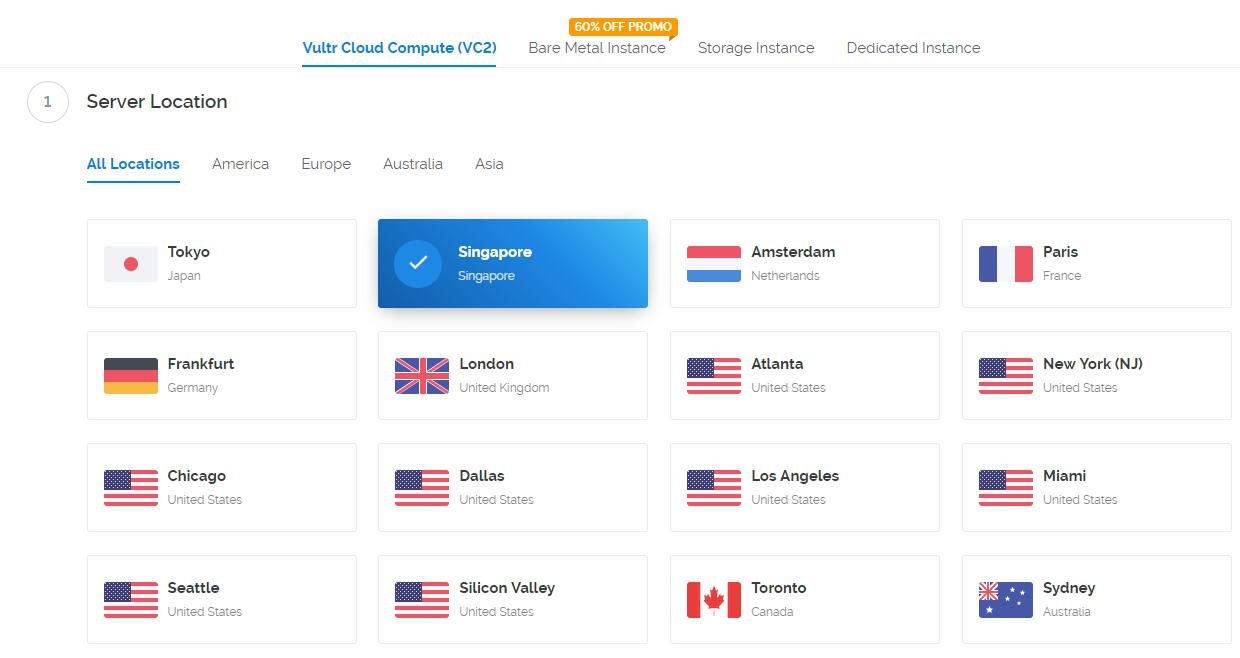 60% OFF PROMO
Vultr Cloud Compute (VC2) Bare Metal Instance Storage Instance Dedicated Instance
1 Server Location
All Locations America Europe Australia Asia
Tokyo Singapore Amsterdam Paris
Japan Singapore Netherlands France
Frankfurt London Atlanta New York (NJ)
Germany United Kingdom United States United States
Chicago Dallas Los Angeles Miami
United States United States United States United States
Seattle Silicon Valley Toronto Sydney
United States United States Canada Australia